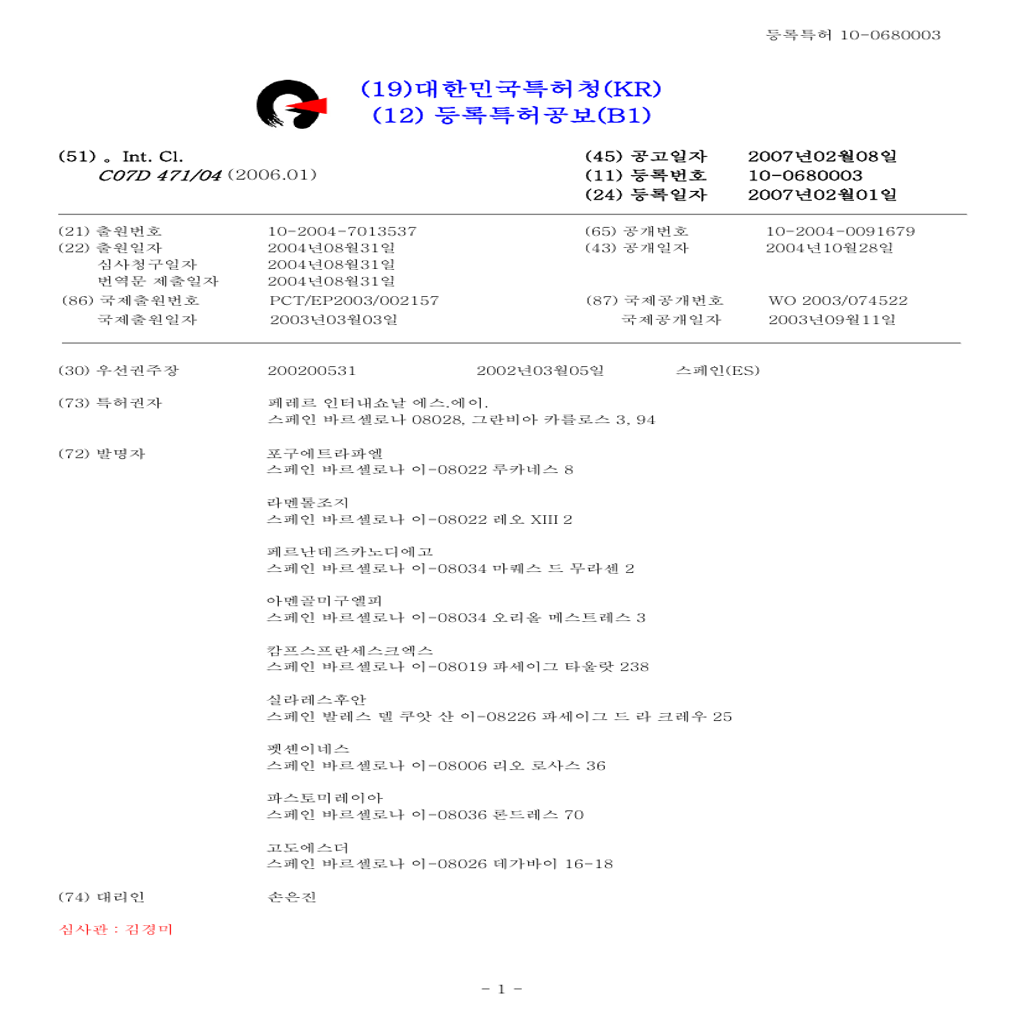 등록특허 10-0680003
(19)대한민국특허청(KR)
(12) 등록특허공보(B1)
(51) 。Int. Cl.
C07D 471/04 (2006.01)
(45) 공고일자 2007년02월08일
(11) 등록번호 10-0680003
(24) 등록일자 2007년02월01일
(21) 출원번호 10-2004-7013537 (65) 공개번호 10-2004-0091679
(22) 출원일자 2004년08월31일 (43) 공개일자 2004년10월28일
심사청구일자 2004년08월31일
번역문 제출일자 2004년08월31일
(86) 국제출원번호 PCT/EP2003/002157 (87) 국제공개번호 WO 2003/074522
국제출원일자 2003년03월03일 국제공개일자 2003년09월11일
(30) 우선권주장 200200531 2002년03월05일 스페인(ES)
(73) 특허권자 페레르 인터내쇼날 에스.에이.
스페인 바르셀로나 08028, 그란비아 카를로스 3, 94
(72) 발명자 포구에트라파엘
스페인 바르셀로나 이-08022 루카네스 8
라멘톨조지
스페인 바르셀로나 이-08022 레오 XIII 2
페르난데즈카노디에고
스페인 바르셀로나 이-08034 마퀘스 드 무라센 2
아멘골미구엘피
스페인 바르셀로나 이-08034 오리올 메스트레스 3
캄프스프란세스크엑스
스페인 바르셀로나 이-08019 파세이그 타울랏 238
실라레스후안
스페인 발레스 델 쿠앗 산 이-08226 파세이그 드 라 크레우 25
펫센이네스
스페인 바르셀로나 이-08006 리오 로사스 36
파스토미레이아
스페인 바르셀로나 이-08036 론드레스 70
고도에스더
스페인 바르셀로나 이-08026 데가바이 16-18
(74) 대리인 손은진
심사관 : 김경미
- 1 -